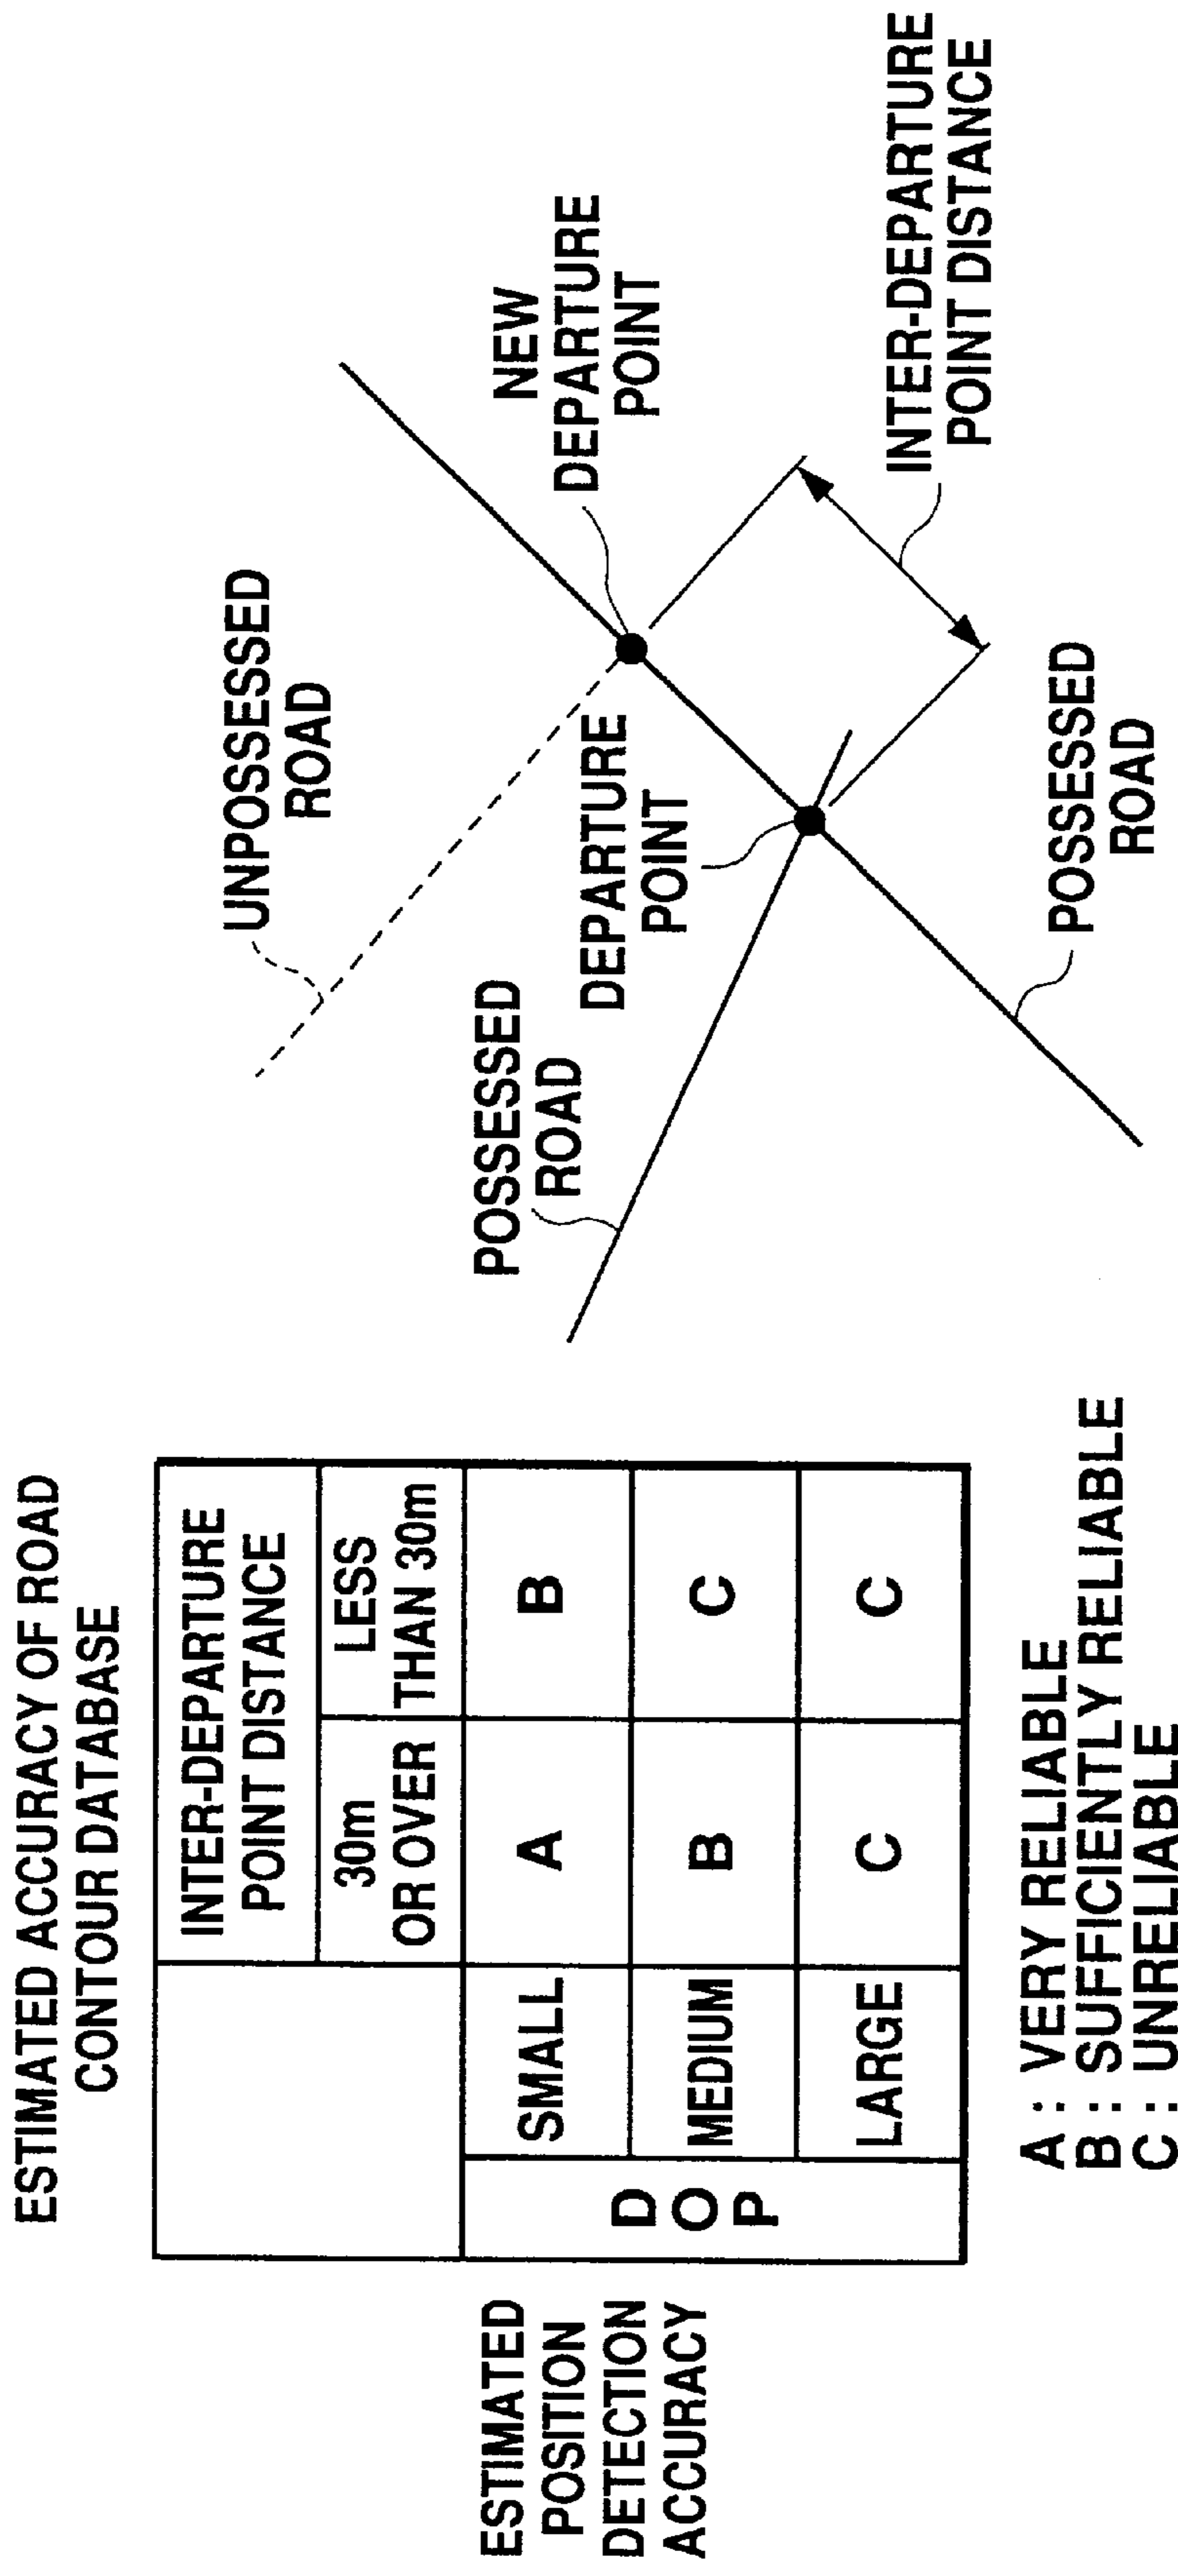 ESTIMATED ACCURACY OF ROAD
CONTOUR DATABASE
INTER-DEPARTURE
POINT DISTANCE
30m
OR OVER
LESS
THAN 30m
ESTIMATED
POSITION
DETECTION
ACCURACY
D
O
P
SMALL
A
B
MEDIUM
B
C
LARGE
C
C
A : VERY RELIABLE
B : SUFFICIENTLY RELIABLE
C : UNRELIABLE
UNPOSSESSED
ROAD
NEW
DEPARTURE
POINT
POSSESSED
ROAD
DEPARTURE
POINT
INTER-DEPARTURE
POINT DISTANCE
POSSESSED
ROAD